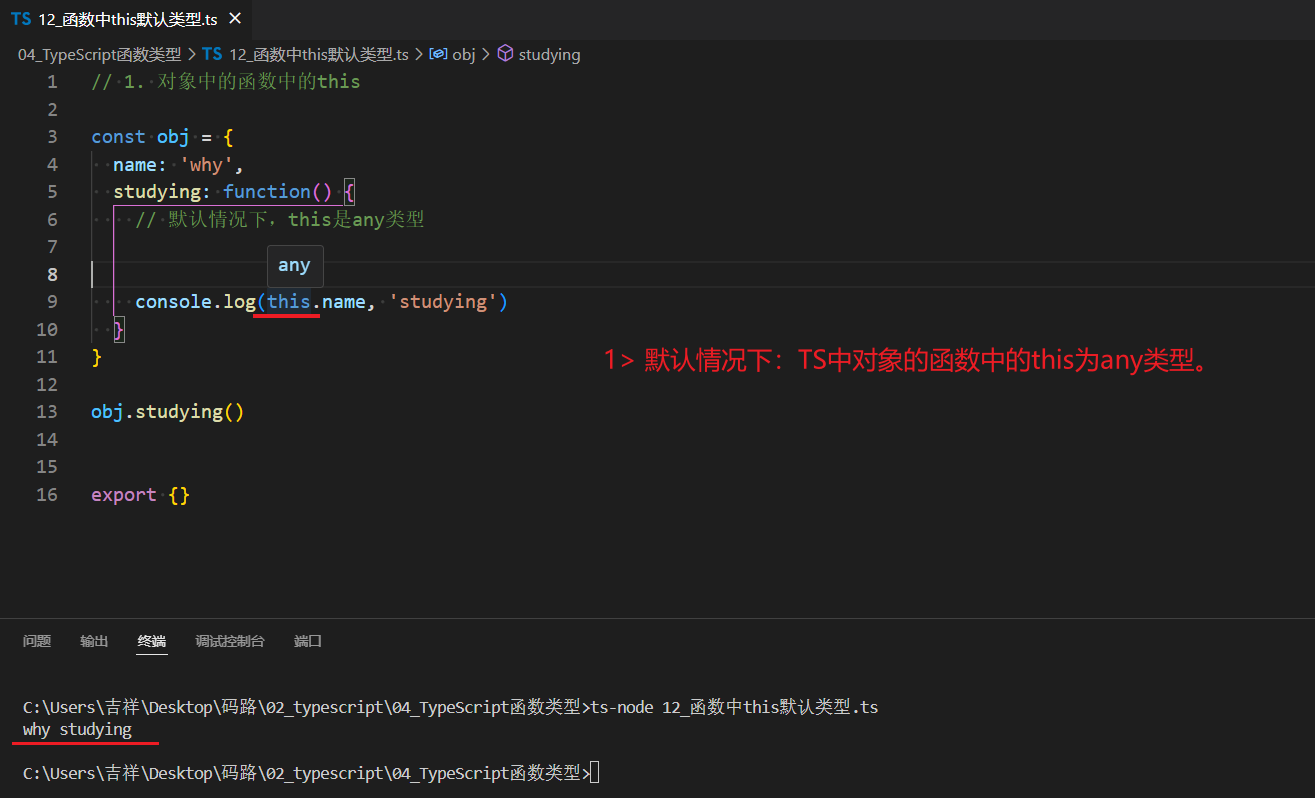 TS 12_函数中this默认类型.ts ×
04_TypeScript函数类型 > TS 12_函数中this默认类型.ts > obj > studying
1 // 1. 对象中的函数中的this
2
3 const obj = {
4 name: 'why',
5 studying: function() {
6 // 默认情况下，this是any类型
7
any
8
9 console.log(this.name, 'studying')
10 }
11 }
1> 默认情况下：TS中对象的函数中的this为any类型。
12
13 obj.studying()
14
15
16 export {}
问题 输出 终端 调试控制台 端口
C:\Users\吉祥\Desktop\码路\02_typescript\04_TypeScript函数类型>ts-node 12_函数中this默认类型.ts
why studying
C:\Users\吉祥\Desktop\码路\02_typescript\04_TypeScript函数类型>